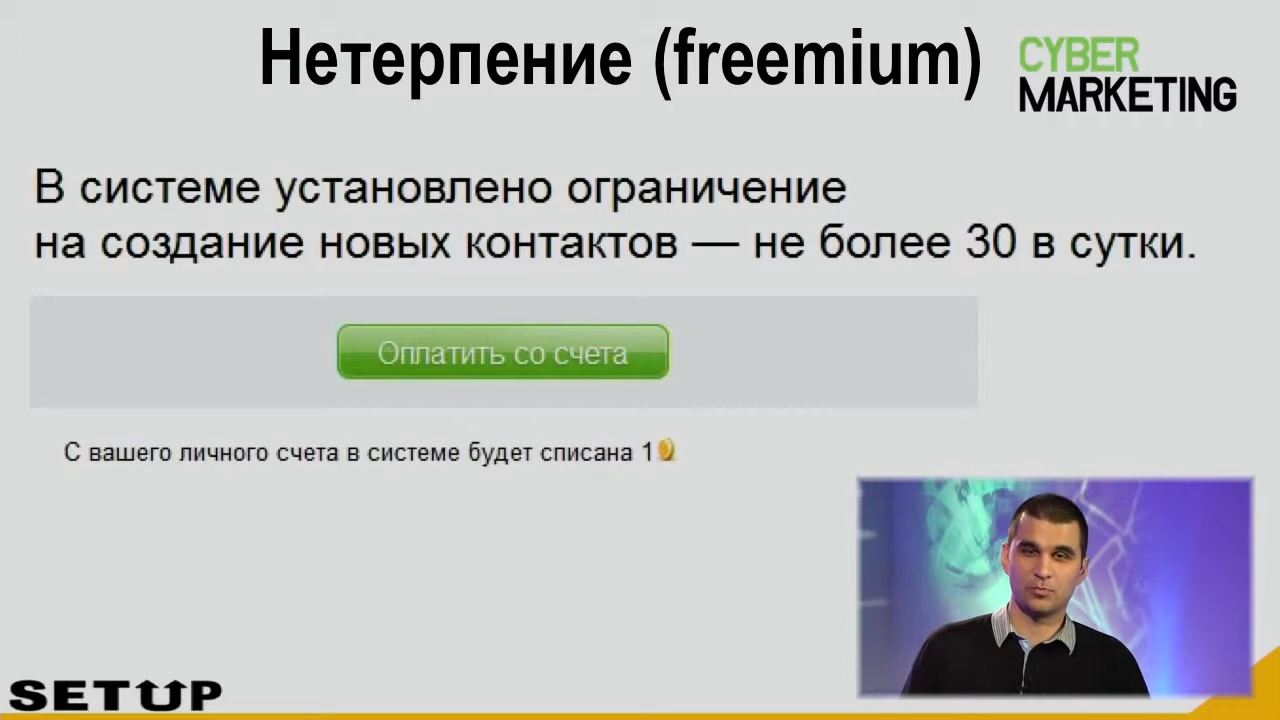 Нетерпение (freemium)
CYBER
MARKETING
В системе установлено ограничение
на создание новых контактов — не более 30 в сутки.
Оплатить со счета
С вашего личного счета в системе будет списана 1
SETUP